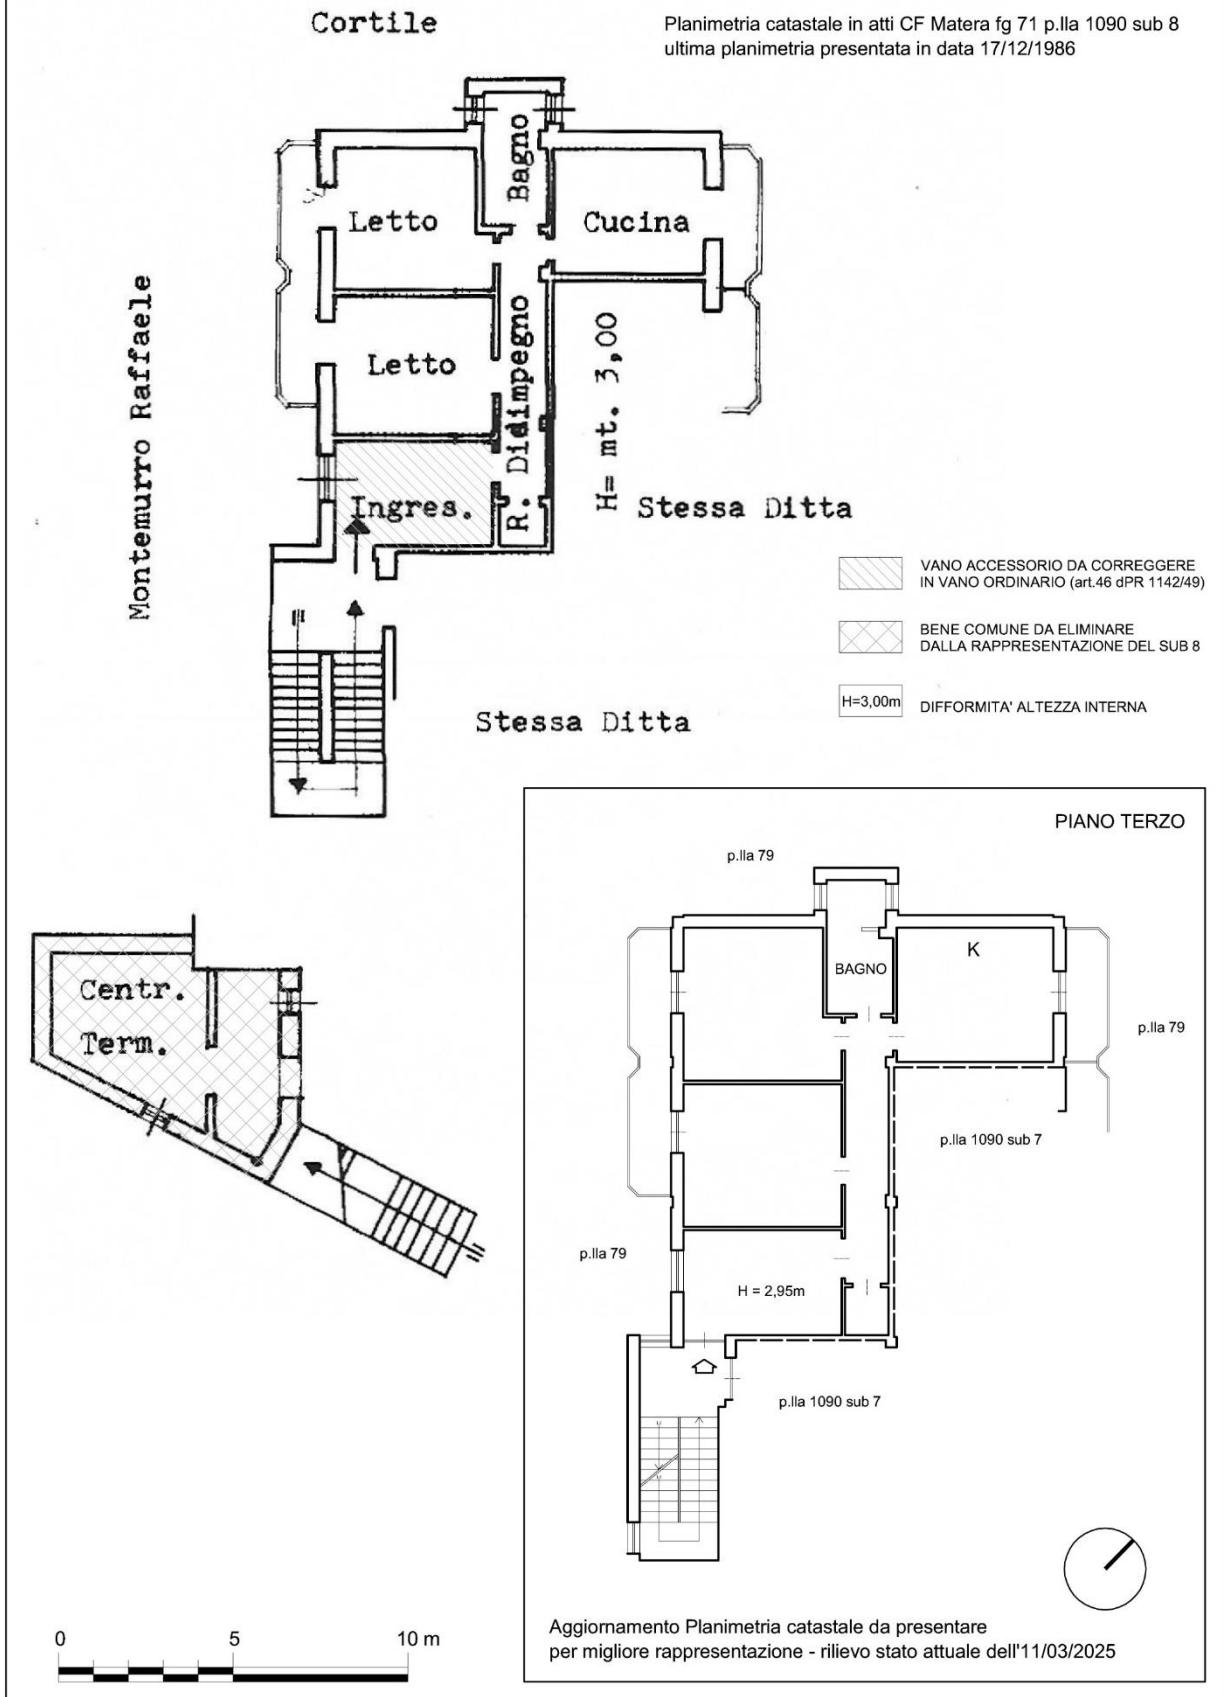 Cortile
Planimetria catastale in atti CF Matera fg 71 p.lla 1090 sub 8
ultima planimetria presentata in data 17/12/1986
Bagno
Letto
Cucina
Montemurro Raffaele
Letto
R. Didimpegno
H= mt. 3,00
Ingres.
Stessa Ditta
VANO ACCESSORIO DA CORREGGERE
IN VANO ORDINARIO (art.46 dPR 1142/49)
BENE COMUNE DA ELIMINARE
DALLA RAPPRESENTAZIONE DEL SUB 8
H=3,00m DIFFORMITA' ALTEZZA INTERNA
Stessa Ditta
Centr.
Term.
PIANO TERZO
p.lla 79
BAGNO
K
p.lla 79
p.lla 1090 sub 7
p.lla 79
H = 2,95m
p.lla 1090 sub 7
Aggiornamento Planimetria catastale da presentare
per migliore rappresentazione - rilievo stato attuale dell'11/03/2025
0 5 10 m